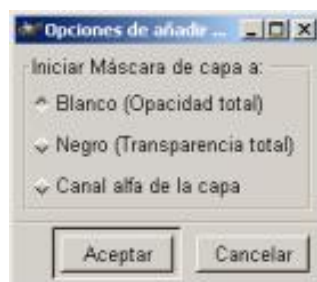 Opciones de añadir ...
Iniciar Máscara de capa a:
Blanco (Opacidad total)
Negro (Transparencia total)
Canal alfa de la capa
Aceptar
Cancelar